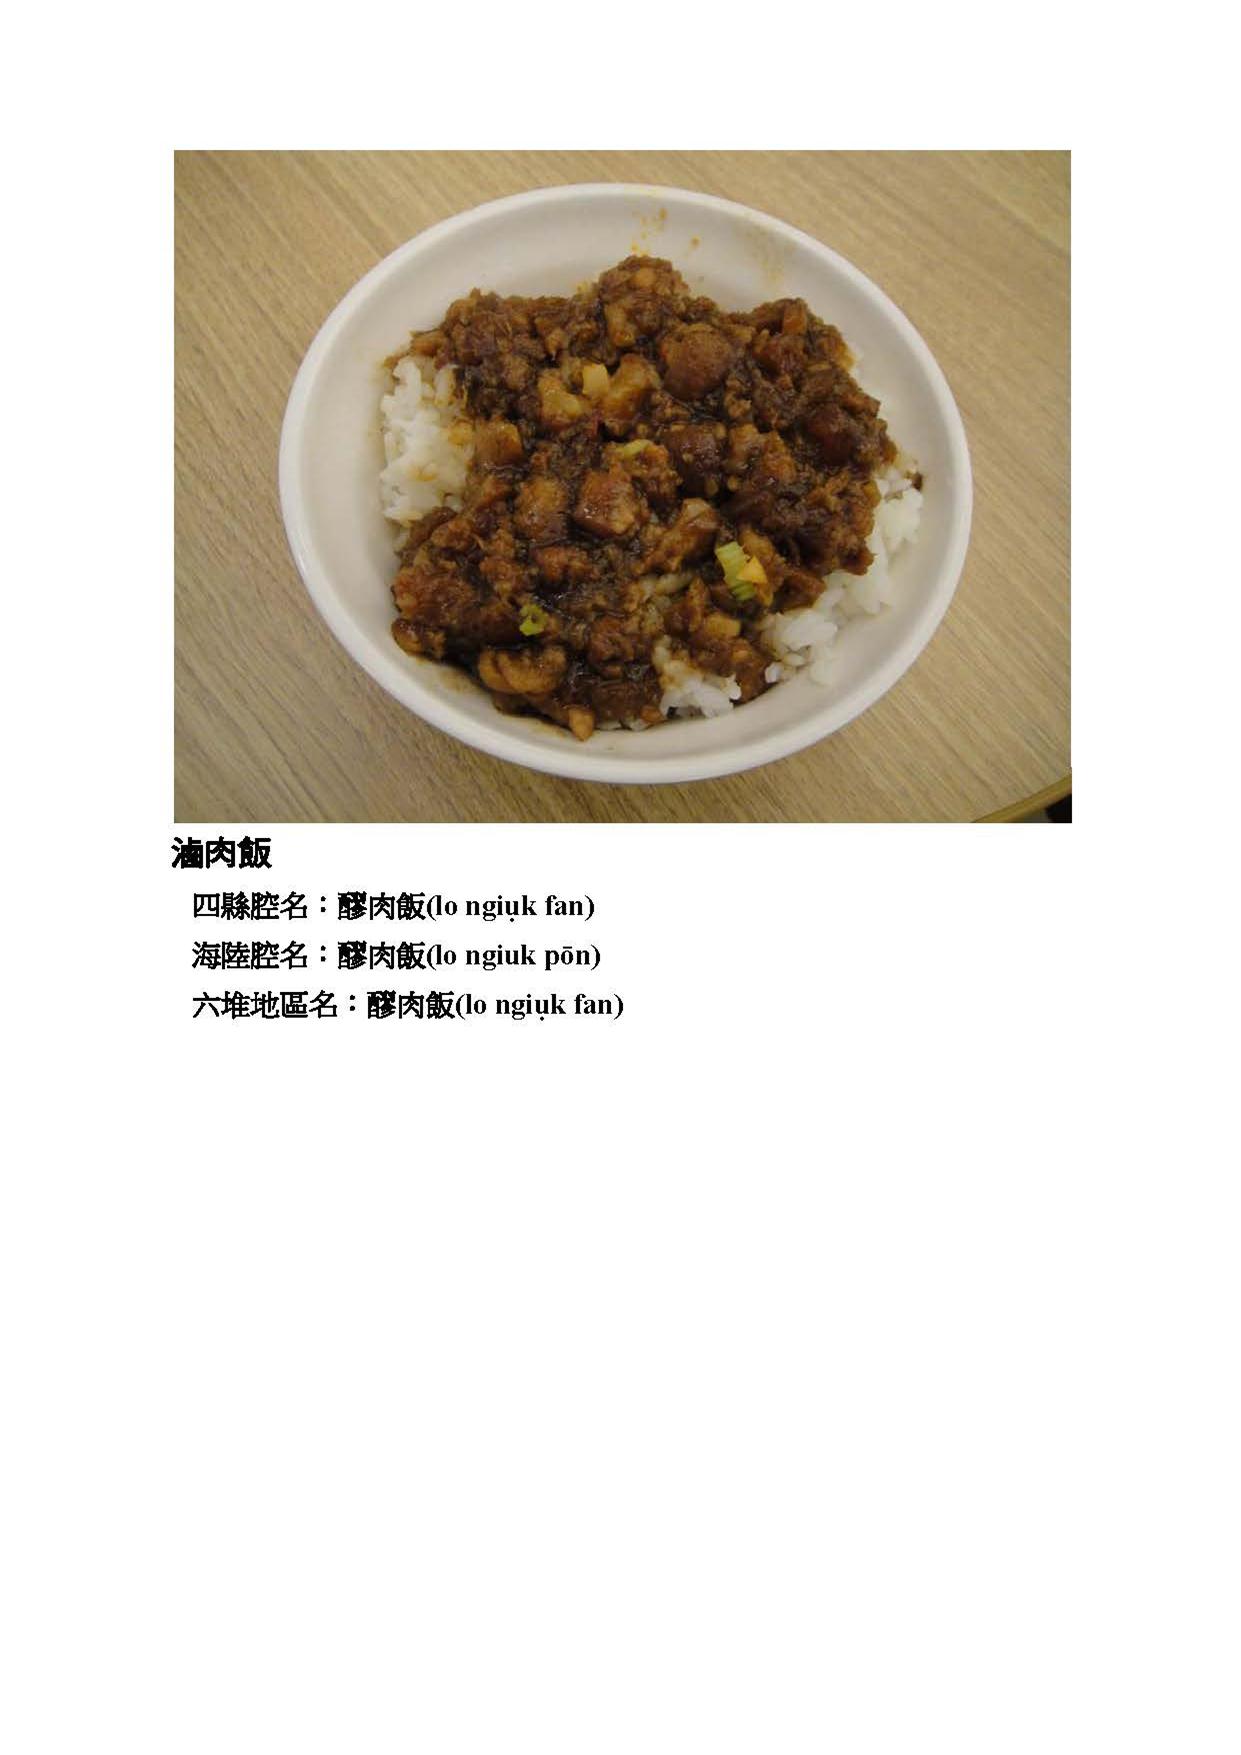 滷肉飯
四縣腔名：醪肉飯(lo ngiụk fan)
海陸腔名：醪肉飯(lo ngiuk pōn)
六堆地區名：醪肉飯(lo ngiụk fan)